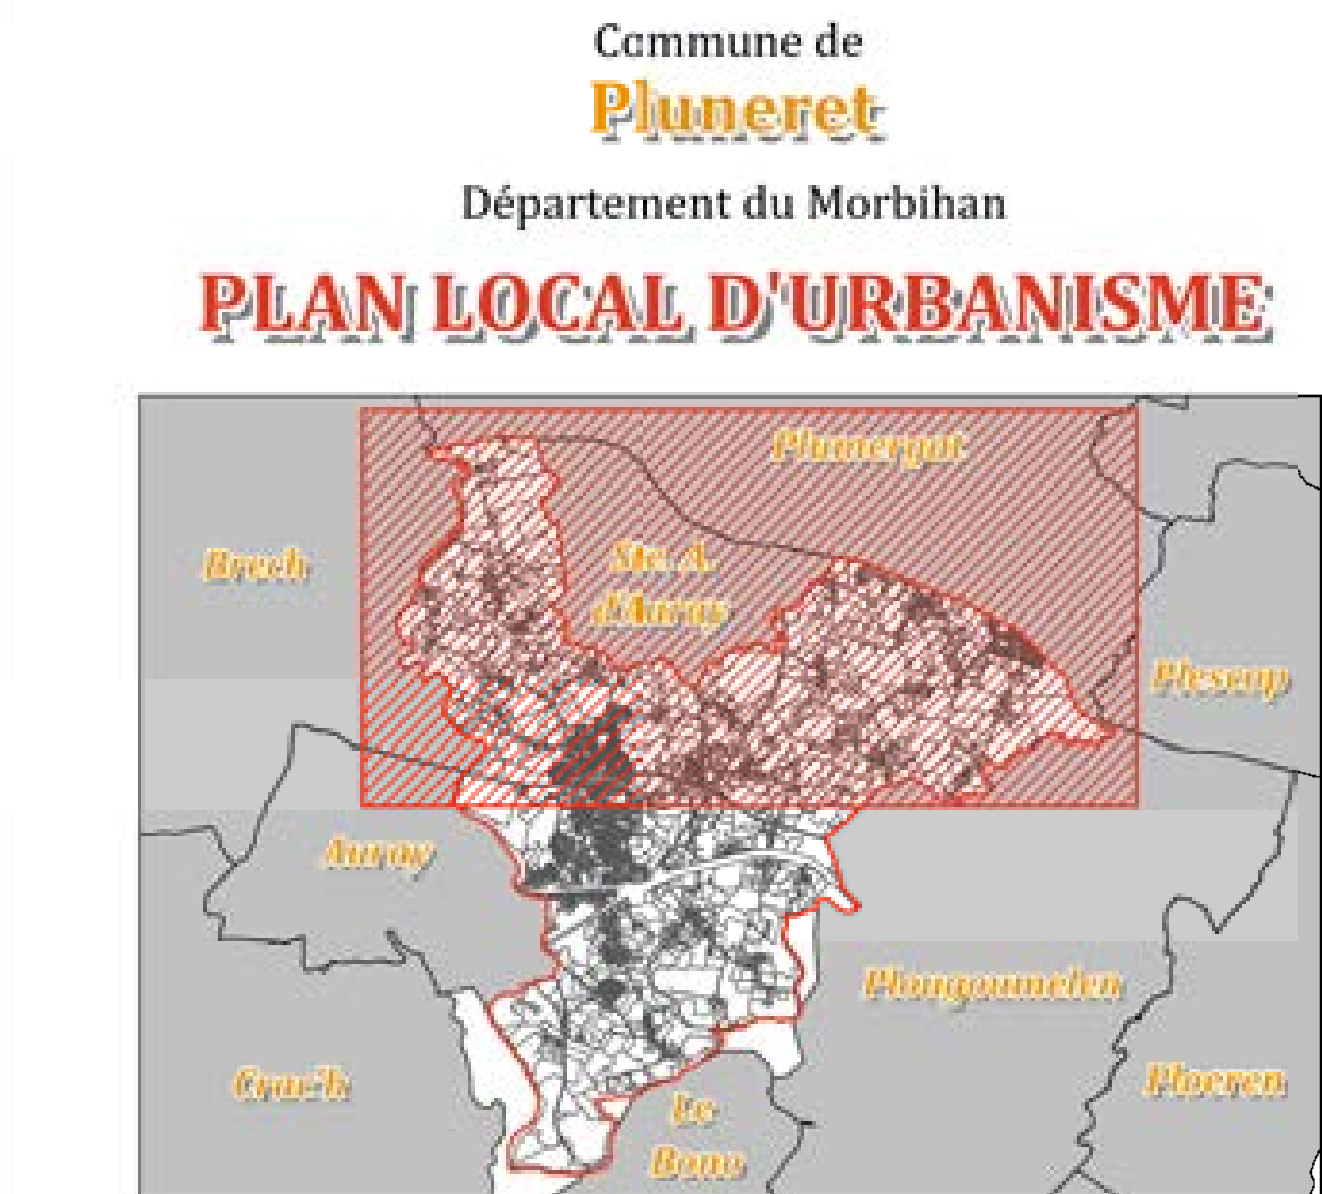 Commune de
Pluneret
Département du Morbihan
PLAN LOCAL D'URBANISME
Plumergat
Brech
Ste. A.
d'Auray
Plescop
Auray
Plougoumelen
Crac'h
Ploeren
Le
Bono